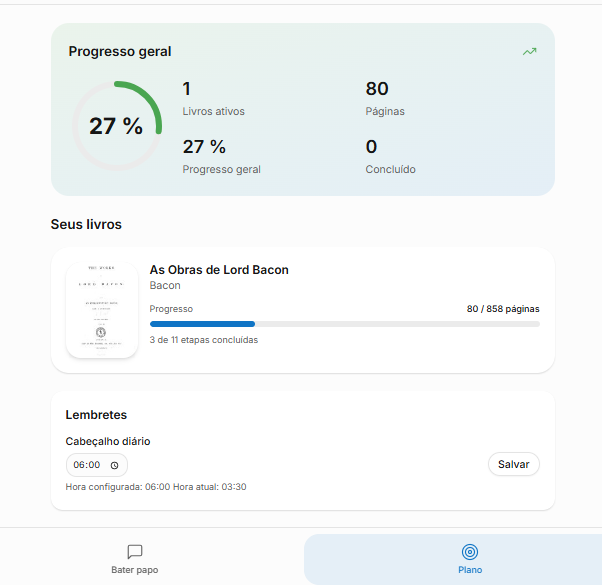 Progresso geral
27 %
1
Livros ativos
80
Páginas
27 %
Progresso geral
0
Concluído
Seus livros
As Obras de Lord Bacon
Bacon
Progresso
80 / 858 páginas
3 de 11 etapas concluídas
THE WORKS
LORD BACON
Lembretes
Cabeçalho diário
06:00
Salvar
Hora configurada: 06:00 Hora atual: 03:30
Bater papo
Plano